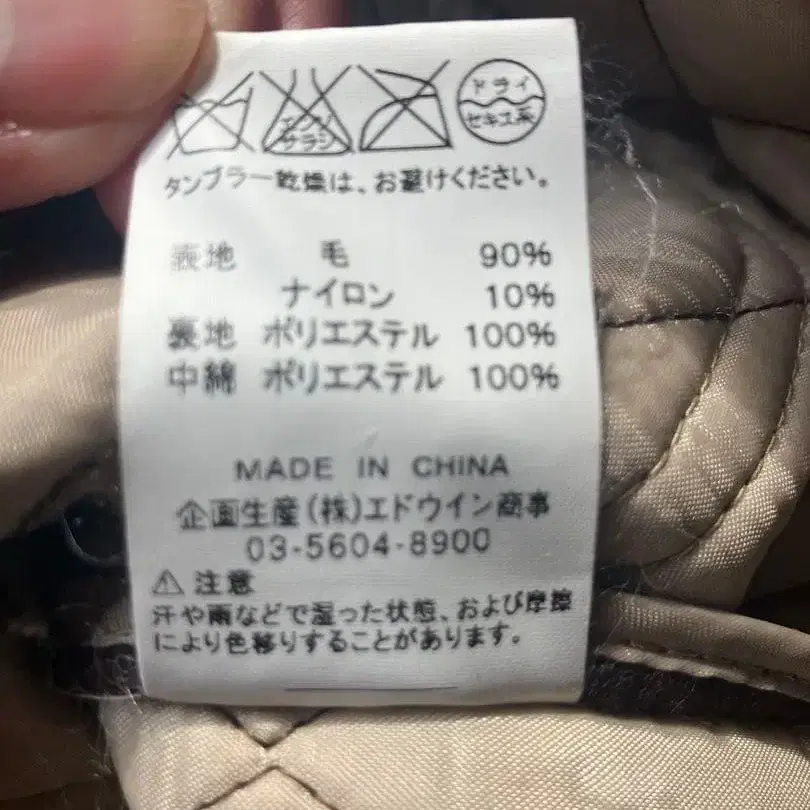 エンソ
サラシ
ドライ
セキユ系
タンブラー乾燥は、お避けください。
表地 毛 90%
ナイロン 10%
裏地 ポリエステル 100%
中綿 ポリエステル 100%
MADE IN CHINA
企画生産(株)エドウイン商事
03-5604-8900
⚠ 注意
汗や雨などで湿った状態、および摩擦
により色移りすることがあります。